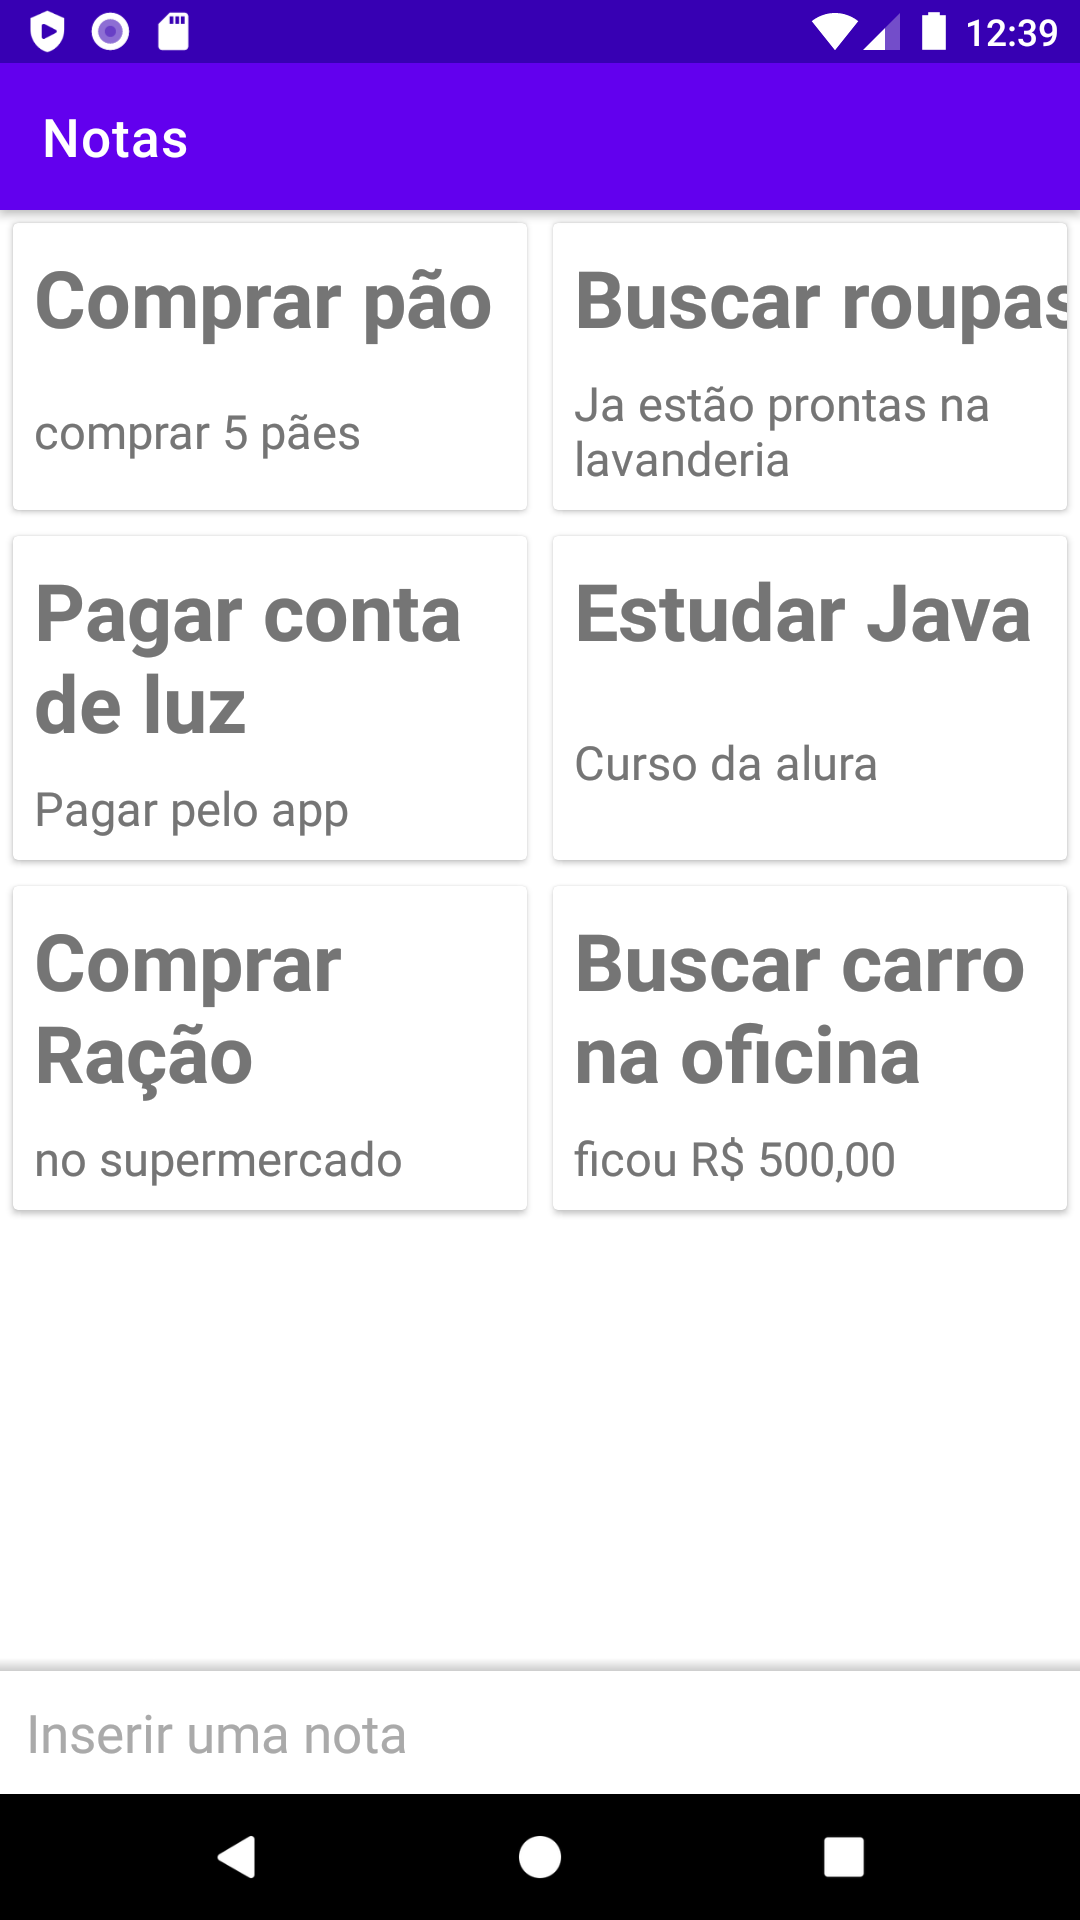 12:39
Notas
Comprar pão
comprar 5 pães
Buscar roupas
Ja estão prontas na
lavanderia
Pagar conta
de luz
Pagar pelo app
Estudar Java
Curso da alura
Comprar
Ração
no supermercado
Buscar carro
na oficina
ficou R$ 500,00
Inserir uma nota